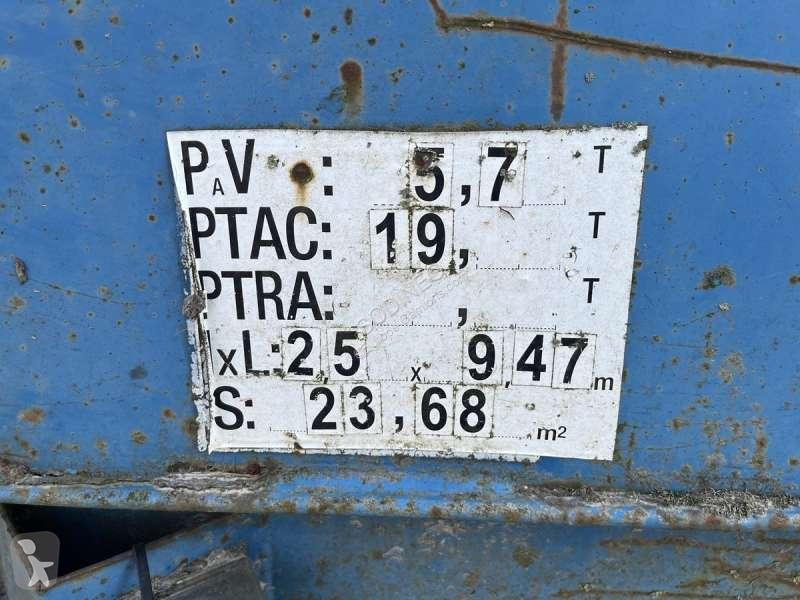 PAV : 5,7 T
PTAC: 19, T
PTRA: , T
xL: 2,5 x 9,47 m
S: 23,68 m²